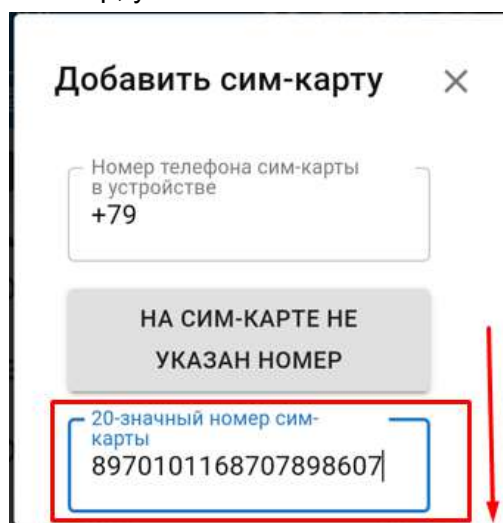 Добавить сим-карту
Номер телефона сим-карты
в устройстве
+79
НА СИМ-КАРТЕ НЕ
УКАЗАН НОМЕР
20-значный номер сим-
карты
8970101168707898607